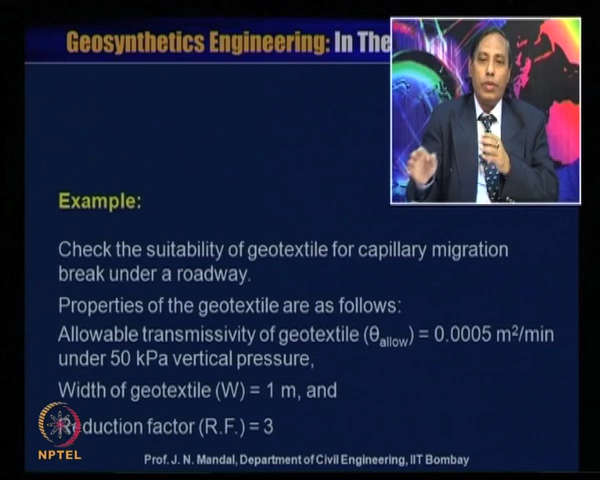 Geosynthetics Engineering: In The
Example:
Check the suitability of geotextile for capillary migration
break under a roadway.
Properties of the geotextile are as follows:
Allowable transmissivity of geotextile (θallow) = 0.0005 m²/min
under 50 kPa vertical pressure,
Width of geotextile (W) = 1 m, and
Reduction factor (R.F.) = 3
NPTEL
Prof. J. N. Mandal, Department of Civil Engineering, IIT Bombay